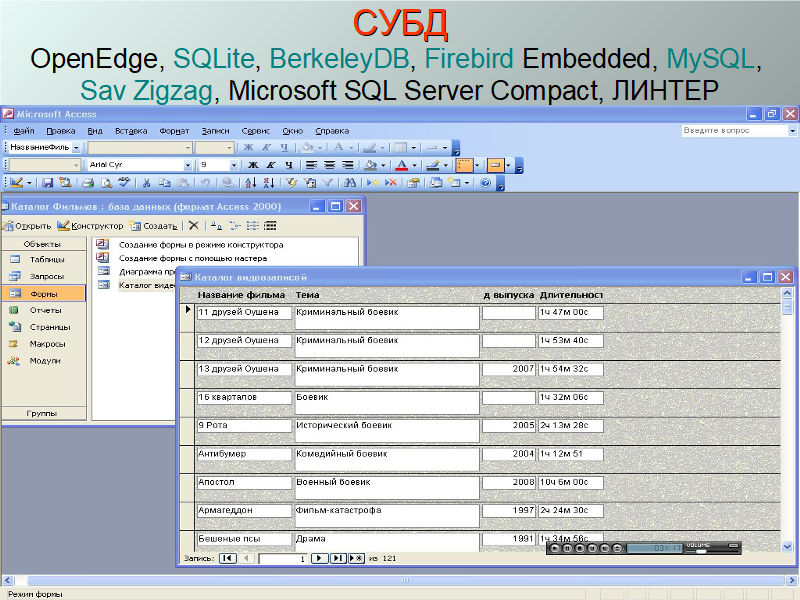 СУБД
OpenEdge, SQLite, BerkeleyDB, Firebird Embedded, MySQL,
Sav Zigzag, Microsoft SQL Server Compact, ЛИНТЕР
Microsoft Access
Файл Правка Вид Вставка Формат Записи Сервис Окно Справка
Введите вопрос
НазваниеФиль
Arial Cyr 9
Каталог Фильмов : база данных (формат Access 2000)
Открыть Конструктор Создать
Объекты
Таблицы
Запросы
Формы
Отчеты
Страницы
Макросы
Модули
Группы
Создание формы в режиме конструктора
Создание формы с помощью мастера
Диаграмма пр
Каталог видео
Каталог видеозаписей
Название фильма Тема д выпуска Длительност
11 друзей Оушена Криминальный боевик 1ч 47м 00с
12 друзей Оушена Криминальный боевик 1ч 53м 40с
13 друзей Оушена Криминальный боевик 2007 1ч 54м 32с
16 кварталов Боевик 1ч 32м 06с
9 Рота Исторический боевик 2005 2ч 13м 28с
Антибумер Комедийный боевик 2004 1ч 12м 51
Апостол Военный боевик 2008 10ч 6м 00с
Армагеддон Фильм-катастрофа 1997 2ч 24м 30с
Бешеные псы Драма 1991 1ч 34м 56с
VOLUME
Запись: 1 из 121
Режим формы